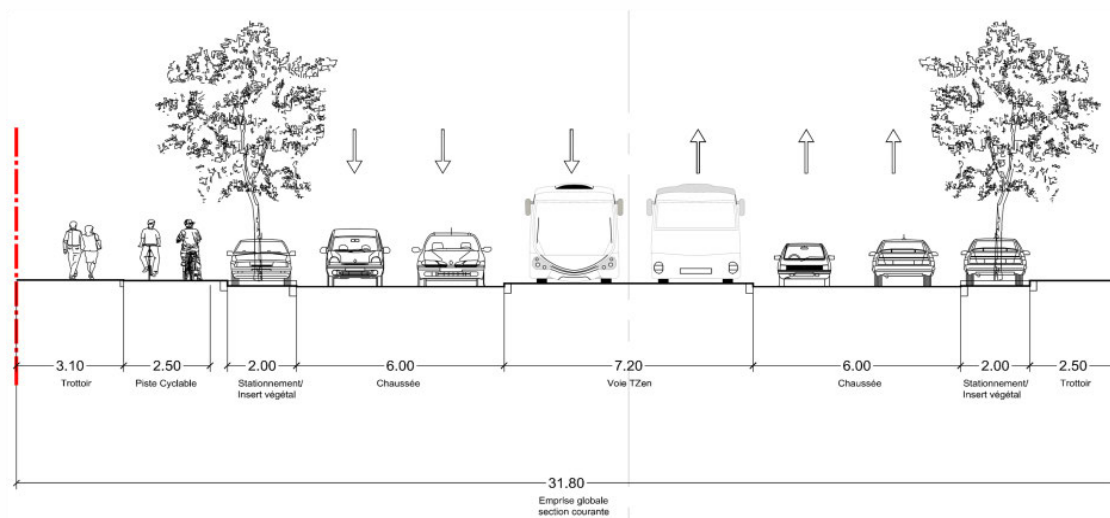 3.10 2.50 2.00 6.00 7.20 6.00 2.00 2.50
Trottoir Piste Cyclable Stationnement/ Chaussée Voie TZen Chaussée Stationnement/ Trottoir
Insert végétal Insert végétal
31.80
Emprise globale
section courante